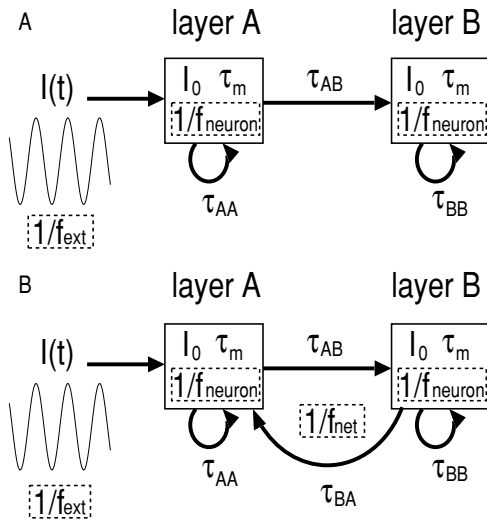 A
layer A
layer B
I(t)
I₀ τₘ
1/fneuron
τAB
I₀ τₘ
1/fneuron
τAA
τBB
1/fext
B
layer A
layer B
I(t)
I₀ τₘ
1/fneuron
τAB
I₀ τₘ
1/fneuron
1/fnet
τAA
τBB
τBA
1/fext